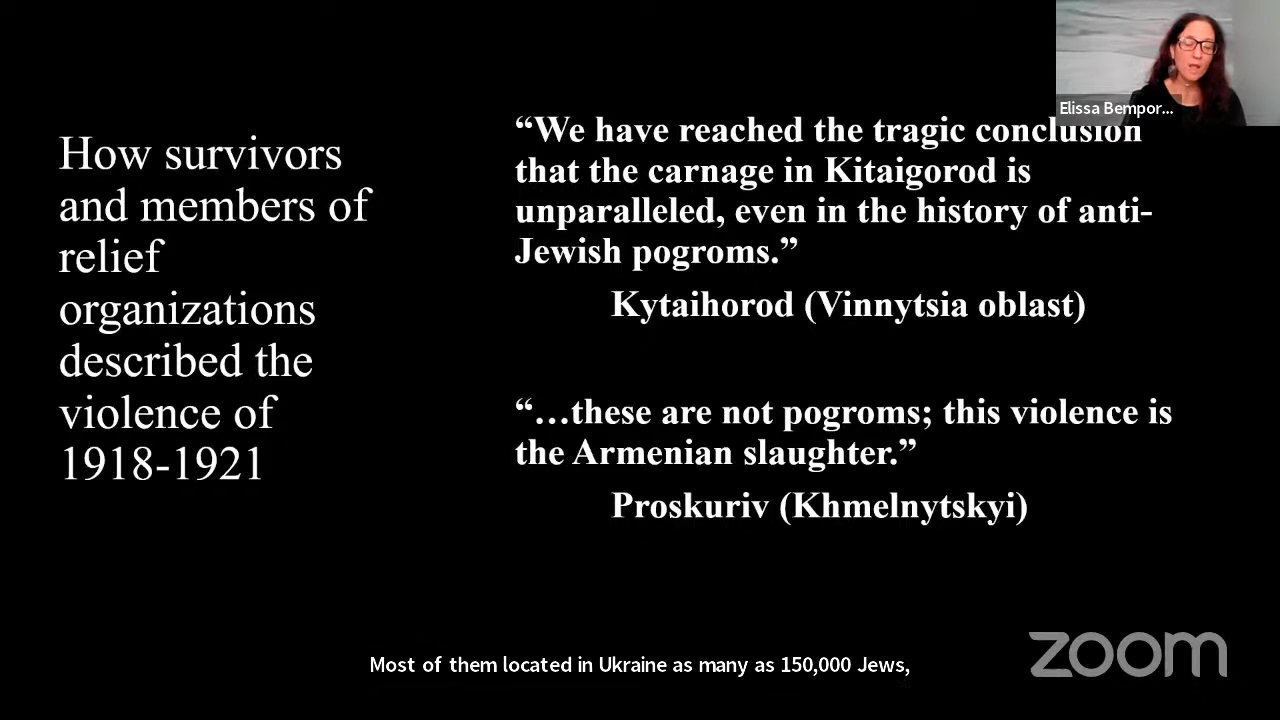 Elissa Bempor...
How survivors
and members of
relief
organizations
described the
violence of
1918-1921
“We have reached the tragic conclusion
that the carnage in Kitaigorod is
unparalleled, even in the history of anti-
Jewish pogroms.”
Kytaihorod (Vinnytsia oblast)
“…these are not pogroms; this violence is
the Armenian slaughter.”
Proskuriv (Khmelnytskyi)
Most of them located in Ukraine as many as 150,000 Jews,
zoom